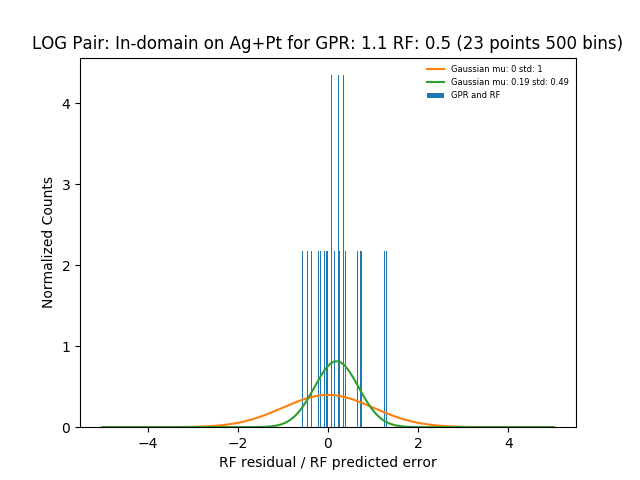 LOG Pair: In-domain on Ag+Pt for GPR: 1.1 RF: 0.5 (23 points 500 bins)
Gaussian mu: 0 std: 1
Gaussian mu: 0.19 std: 0.49
GPR and RF
Normalized Counts
4
3
2
1
0
−4
−2
0
2
4
RF residual / RF predicted error